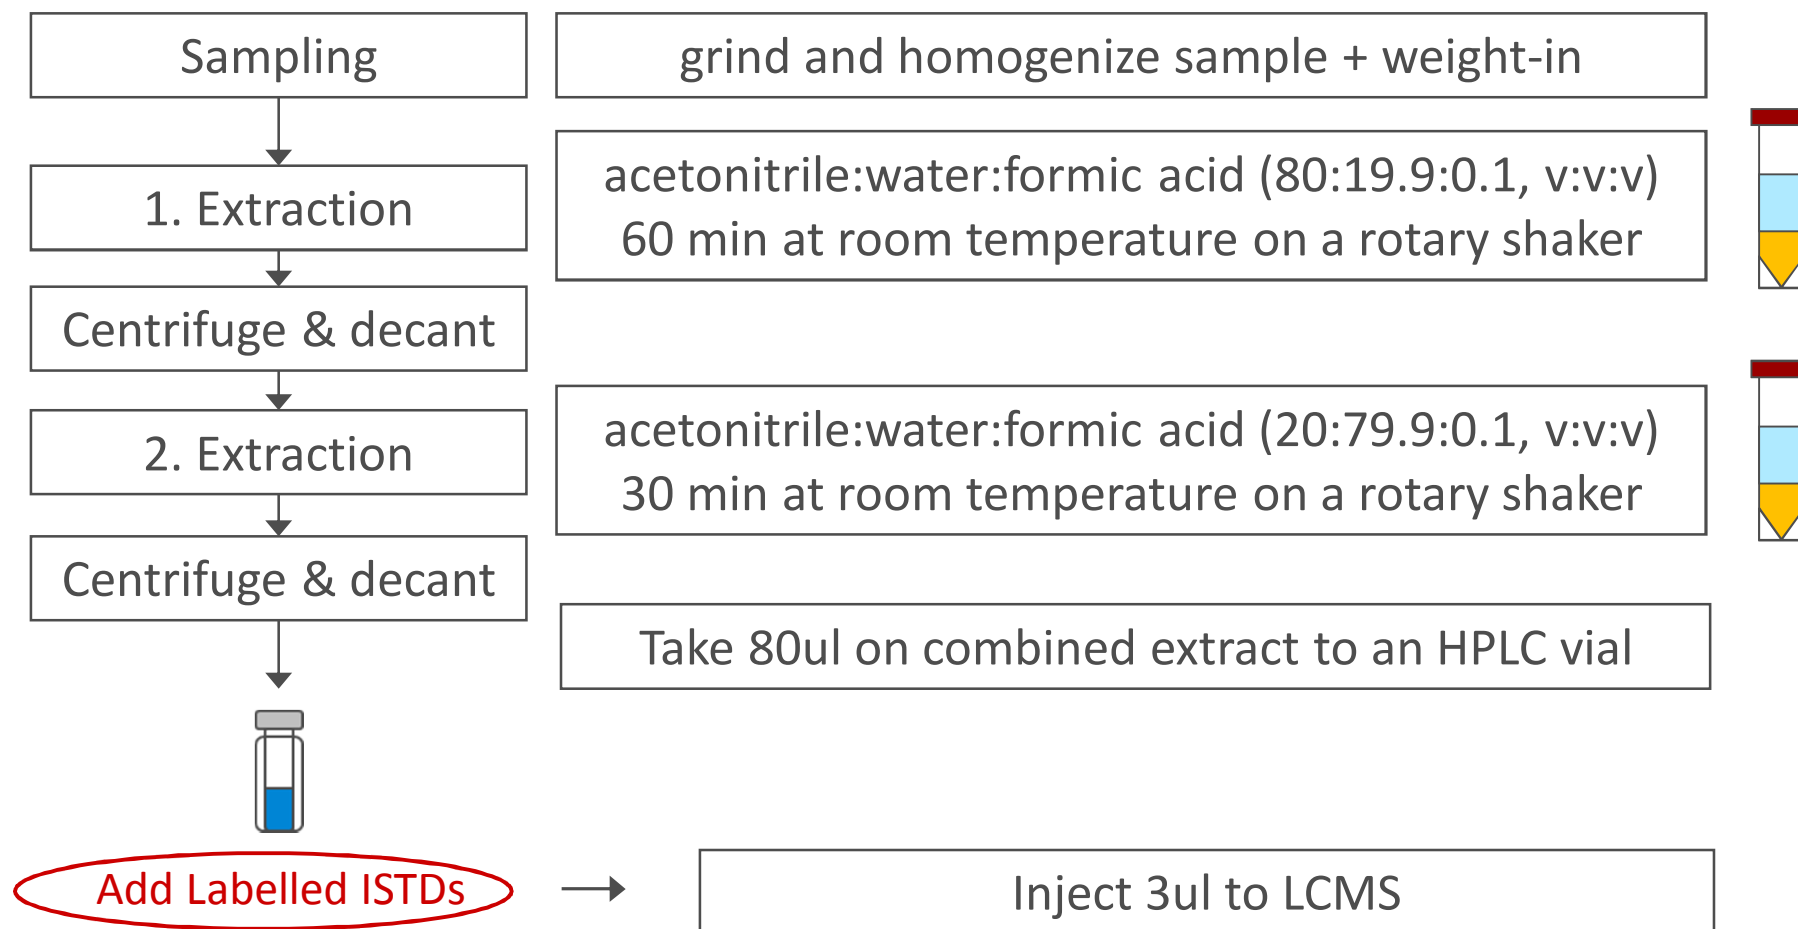 Sampling
grind and homogenize sample + weight-in
1. Extraction
acetonitrile:water:formic acid (80:19.9:0.1, v:v:v)
60 min at room temperature on a rotary shaker
Centrifuge & decant
2. Extraction
acetonitrile:water:formic acid (20:79.9:0.1, v:v:v)
30 min at room temperature on a rotary shaker
Centrifuge & decant
Take 80ul on combined extract to an HPLC vial
Add Labelled ISTDs
Inject 3ul to LCMS